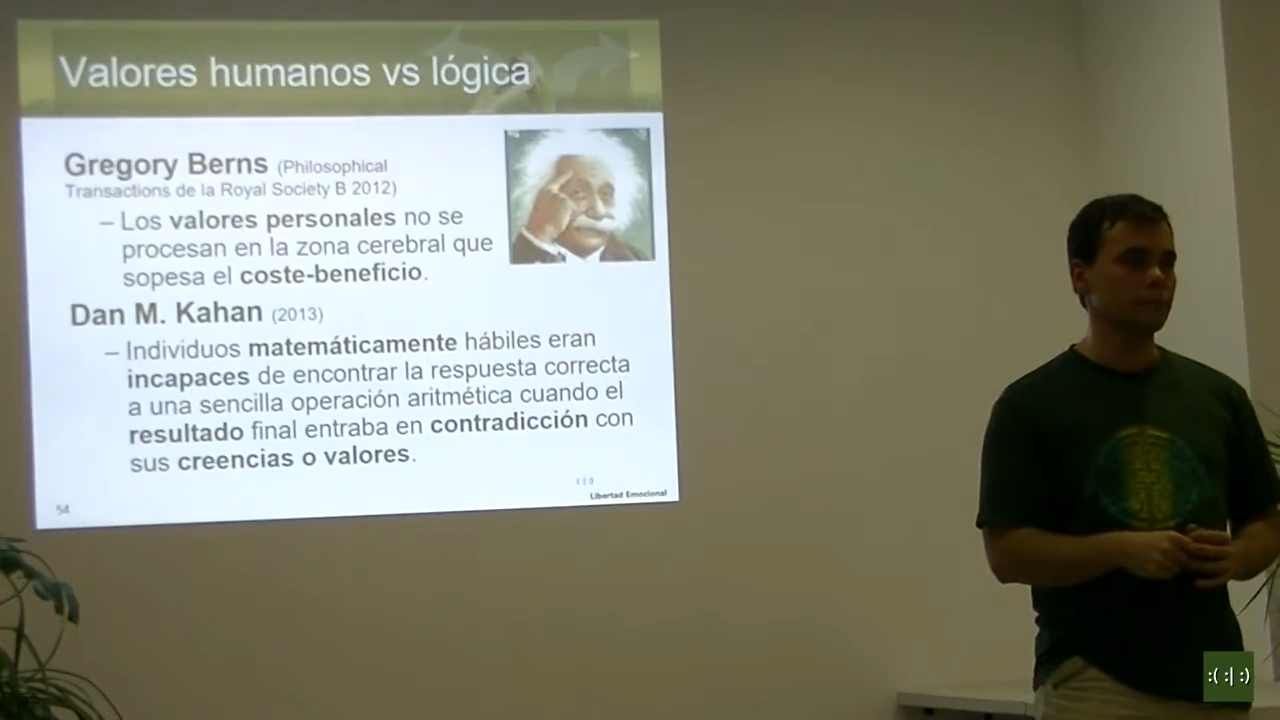 Valores humanos vs lógica
Gregory Berns (Philosophical
Transactions de la Royal Society B 2012)
– Los valores personales no se
procesan en la zona cerebral que
sopesa el coste-beneficio.
Dan M. Kahan (2013)
– Individuos matemáticamente hábiles eran
incapaces de encontrar la respuesta correcta
a una sencilla operación aritmética cuando el
resultado final entraba en contradicción con
sus creencias o valores.
54
Libertad Emocional
:( :| :)